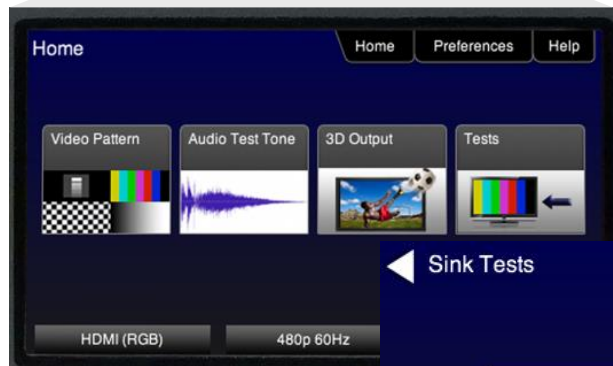 Home
Home Preferences Help
Video Pattern Audio Test Tone 3D Output Tests
Sink Tests
HDMI (RGB) 480p 60Hz